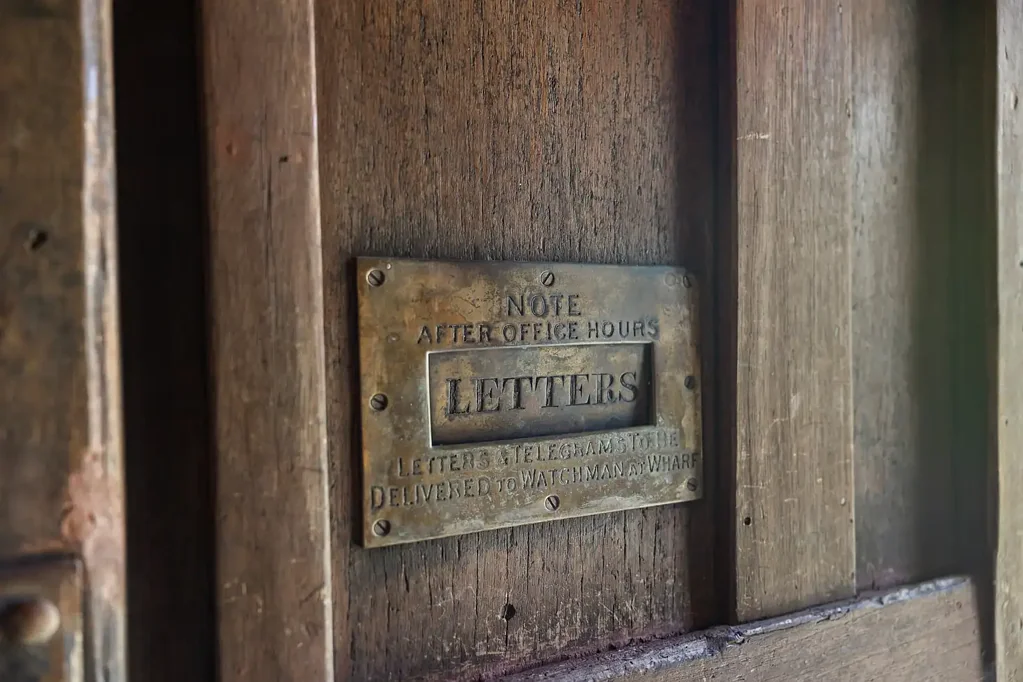 NOTE
AFTER OFFICE HOURS
LETTERS
LETTERS & TELEGRAMS TO BE
DELIVERED TO WATCHMAN AT WHARF